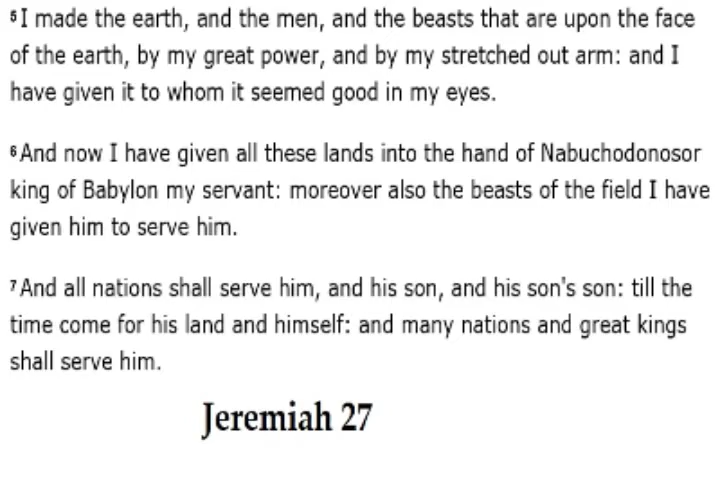 ⁵I made the earth, and the men, and the beasts that are upon the face
of the earth, by my great power, and by my stretched out arm: and I
have given it to whom it seemed good in my eyes.
⁶And now I have given all these lands into the hand of Nabuchodonosor
king of Babylon my servant: moreover also the beasts of the field I have
given him to serve him.
⁷And all nations shall serve him, and his son, and his son's son: till the
time come for his land and himself: and many nations and great kings
shall serve him.
Jeremiah 27